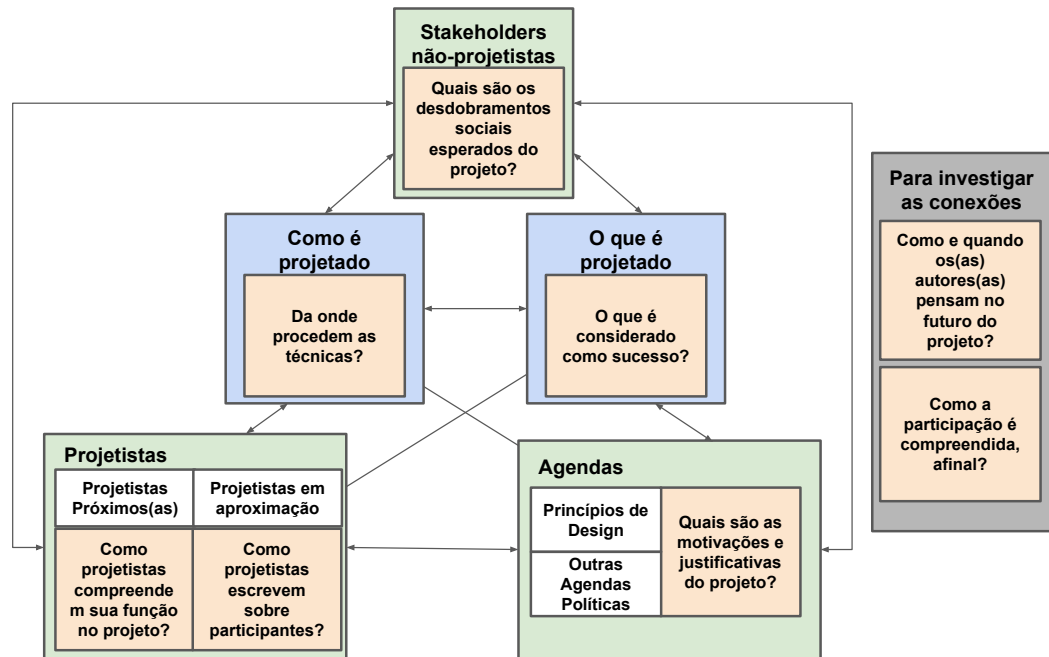 Stakeholders
não-projetistas
Quais são os
desdobramentos
sociais
esperados do
projeto?
Como é
projetado
Da onde
procedem as
técnicas?
O que é
projetado
O que é
considerado
como sucesso?
Para investigar
as conexões
Como e quando
os(as)
autores(as)
pensam no
futuro do
projeto?
Como a
participação é
compreendida,
afinal?
Projetistas
Projetistas
Próximos(as)
Projetistas em
aproximação
Como
projetistas
compreende
m sua função
no projeto?
Como
projetistas
escrevem
sobre
participantes?
Agendas
Princípios de
Design
Outras
Agendas
Políticas
Quais são as
motivações e
justificativas
do projeto?